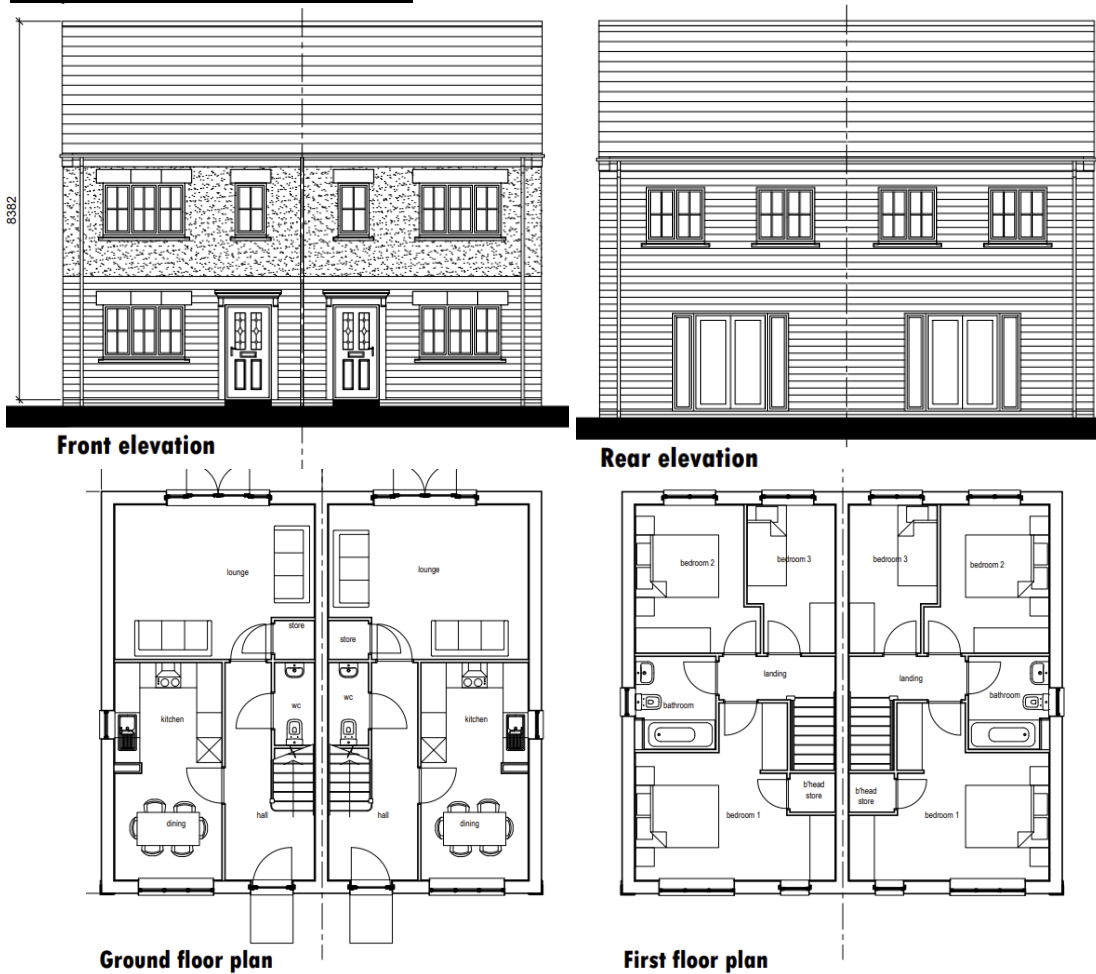 8382
Front elevation
Rear elevation
lounge
lounge
store
store
wc
wc
kitchen
kitchen
dining
hall
hall
dining
Ground floor plan
bedroom 2
bedroom 3
bedroom 3
bedroom 2
landing
landing
bathroom
bathroom
b'head
store
b'head
store
bedroom 1
bedroom 1
First floor plan